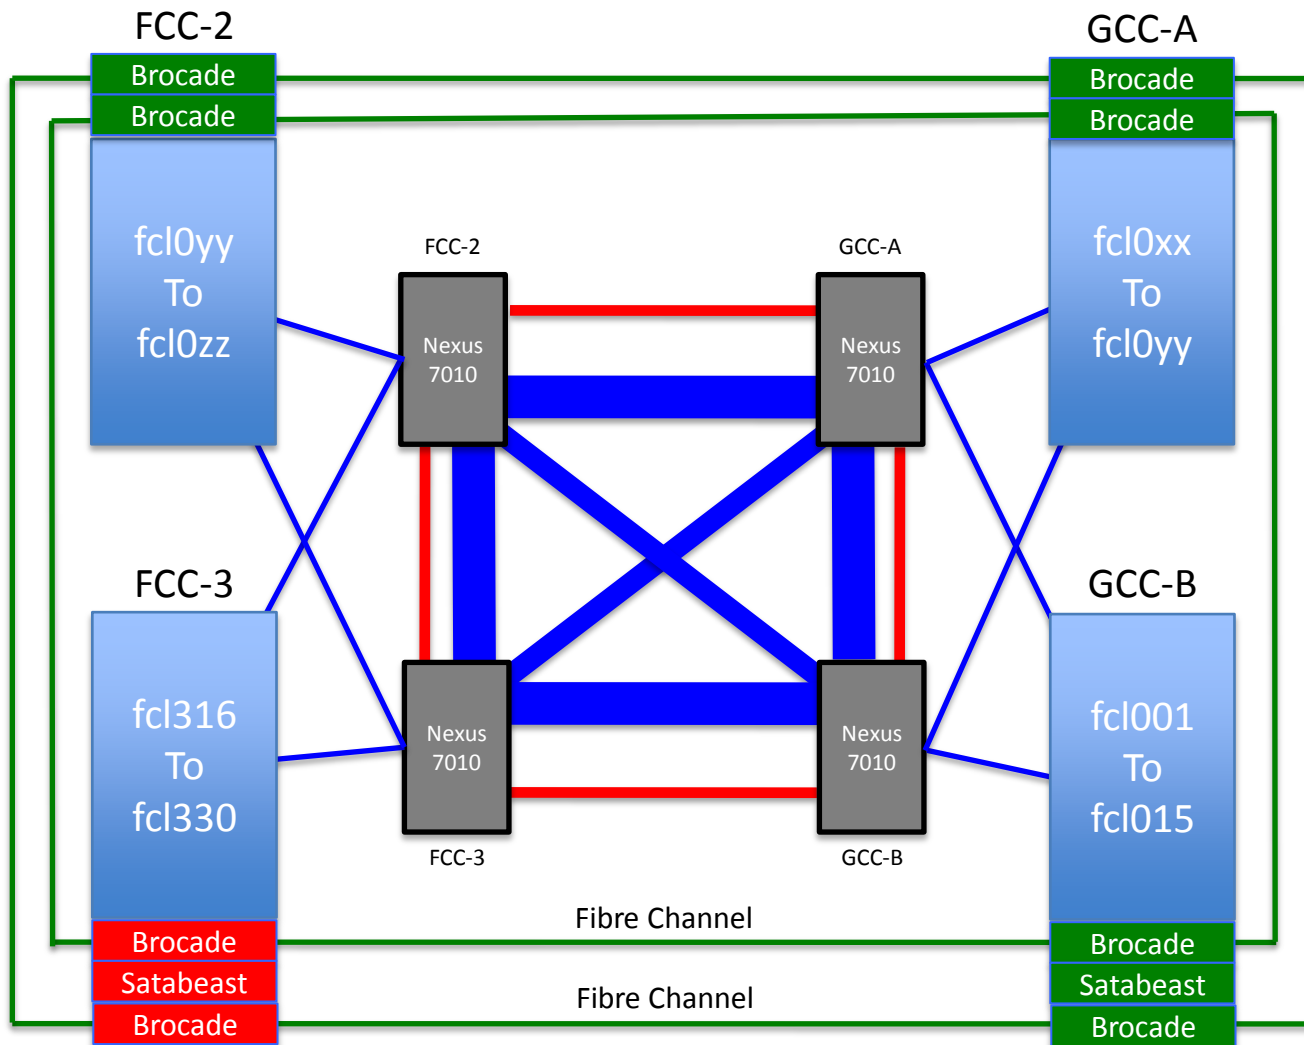 FCC-2
GCC-A
Brocade
Brocade
Brocade
Brocade
fcl0yy
To
fcl0zz
fcl0xx
To
fcl0yy
FCC-2
GCC-A
Nexus
7010
Nexus
7010
FCC-3
GCC-B
fcl316
To
fcl330
Nexus
7010
Nexus
7010
fcl001
To
fcl015
FCC-3
GCC-B
Fibre Channel
Brocade
Brocade
Satabeast
Satabeast
Fibre Channel
Brocade
Brocade